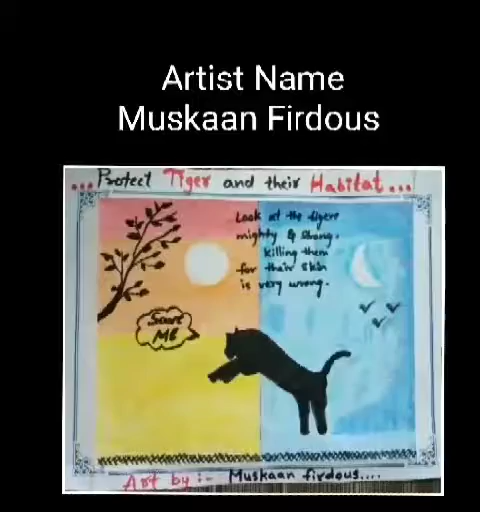 Artist Name
Muskaan Firdous
...Protect Tiger and their Habitat...
Look at the tigers
mighty & Strong.
killing them
for their skin
is very wrong.
Save
Me
Art by :- Muskaan firdous....